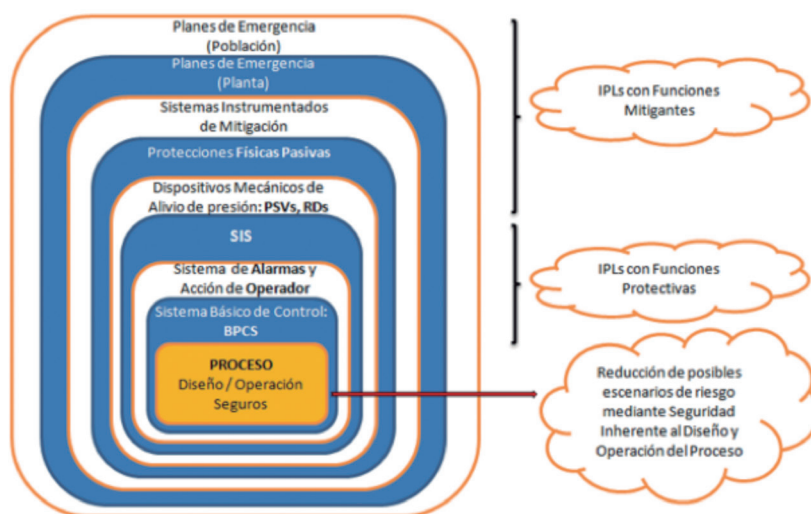 Planes de Emergencia
(Población)
Planes de Emergencia
(Planta)
Sistemas Instrumentados
de Mitigación
Protecciones Físicas Pasivas
Dispositivos Mecánicos de
Alivio de presión: PSVs, RDs
SIS
Sistema de Alarmas y
Acción de Operador
Sistema Básico de Control:
BPCS
PROCESO
Diseño / Operación
Seguros
IPLs con Funciones
Mitigantes
IPLs con Funciones
Protectivas
Reducción de posibles
escenarios de riesgo
mediante Seguridad
Inherente al Diseño y
Operación del Proceso